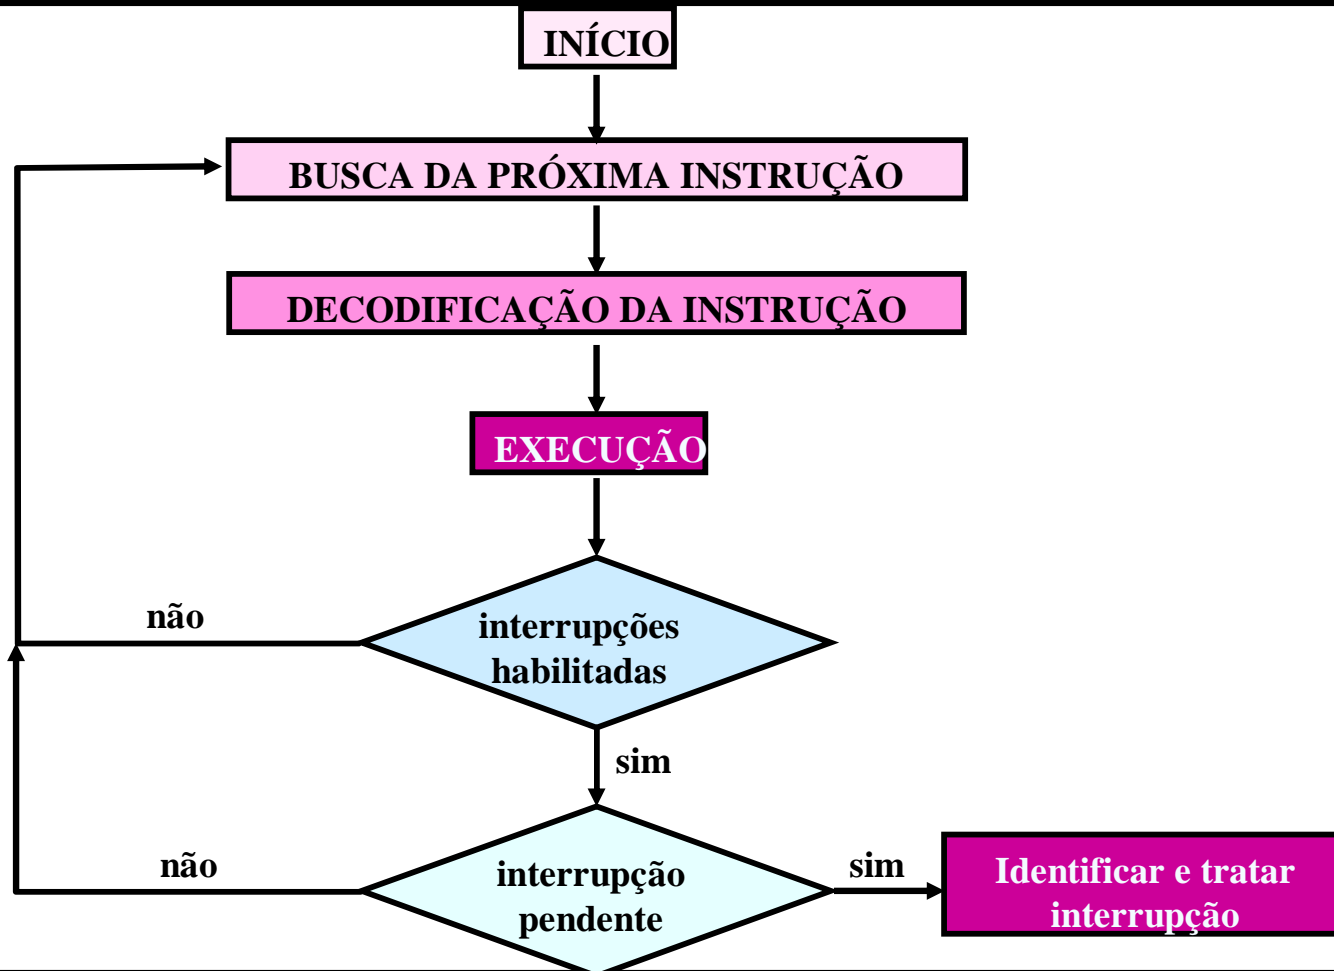 INÍCIO
BUSCA DA PRÓXIMA INSTRUÇÃO
DECODIFICAÇÃO DA INSTRUÇÃO
EXECUÇÃO
não
interrupções
habilitadas
sim
não
interrupção
pendente
sim
Identificar e tratar
interrupção